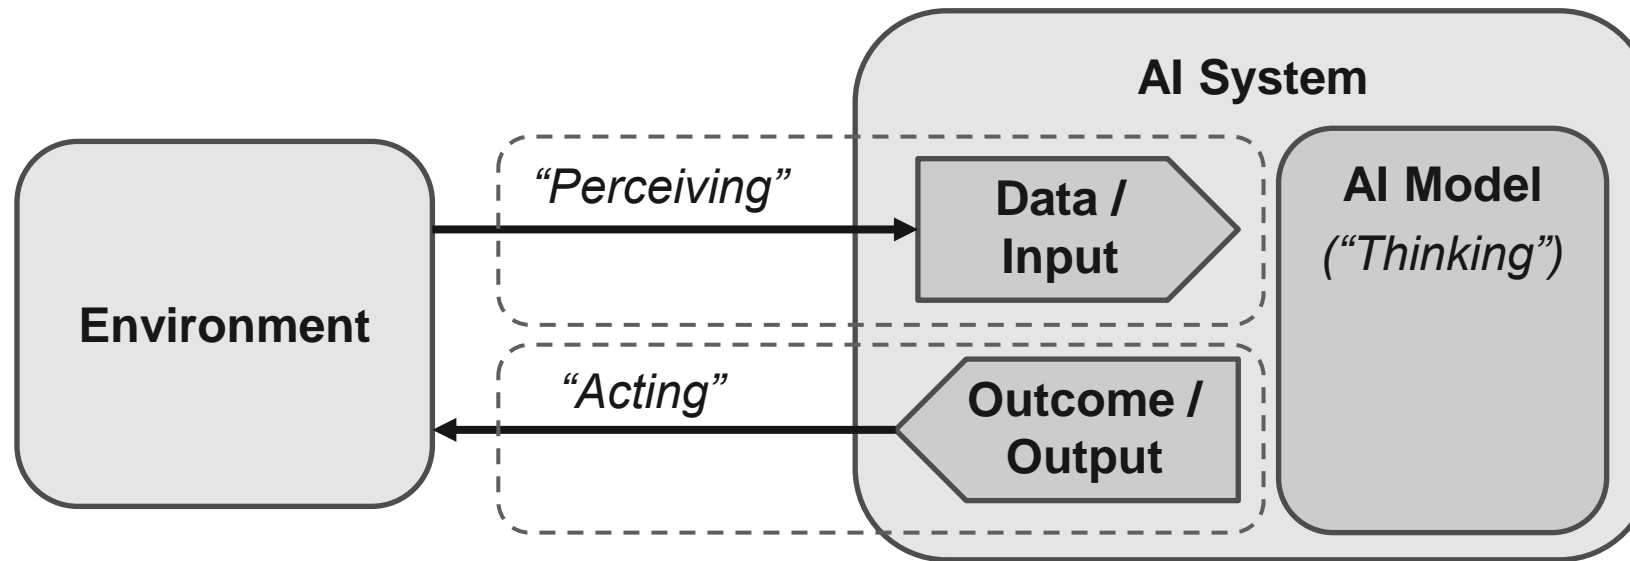 AI System
“Perceiving”
Data /
Input
AI Model
(“Thinking”)
Environment
“Acting”
Outcome /
Output